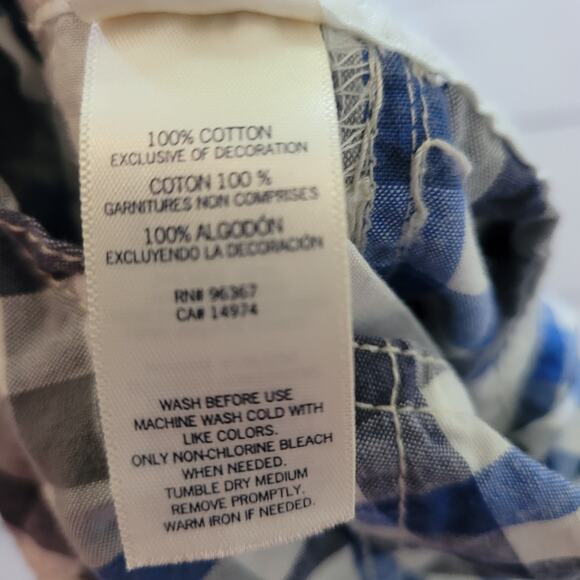 100% COTTON
EXCLUSIVE OF DECORATION
COTON 100 %
GARNITURES NON COMPRISES
100% ALGODÓN
EXCLUYENDO LA DECORACIÓN
RN# 96367
CA# 14974
WASH BEFORE USE
MACHINE WASH COLD WITH
LIKE COLORS.
ONLY NON-CHLORINE BLEACH
WHEN NEEDED.
TUMBLE DRY MEDIUM
REMOVE PROMPTLY.
WARM IRON IF NEEDED.